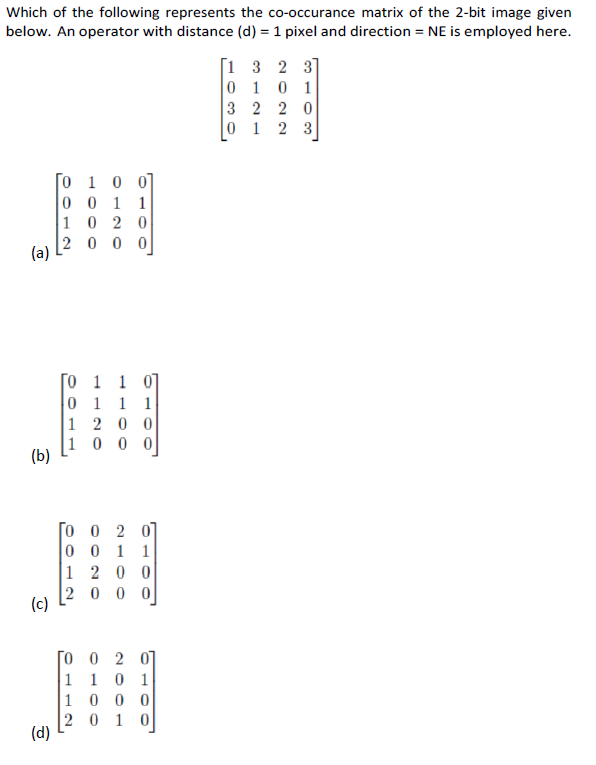 Which of the following represents the co-occurance matrix of the 2-bit image given
below. An operator with distance (d) = 1 pixel and direction = NE is employed here.
1 3 2 3
0 1 0 1
3 2 2 0
0 1 2 3
(a)
0 1 0 0
0 0 1 1
1 0 2 0
2 0 0 0
(b)
0 1 1 0
0 1 1 1
1 2 0 0
1 0 0 0
(c)
0 0 2 0
0 0 1 1
1 2 0 0
2 0 0 0
(d)
0 0 2 0
1 1 0 1
1 0 0 0
2 0 1 0